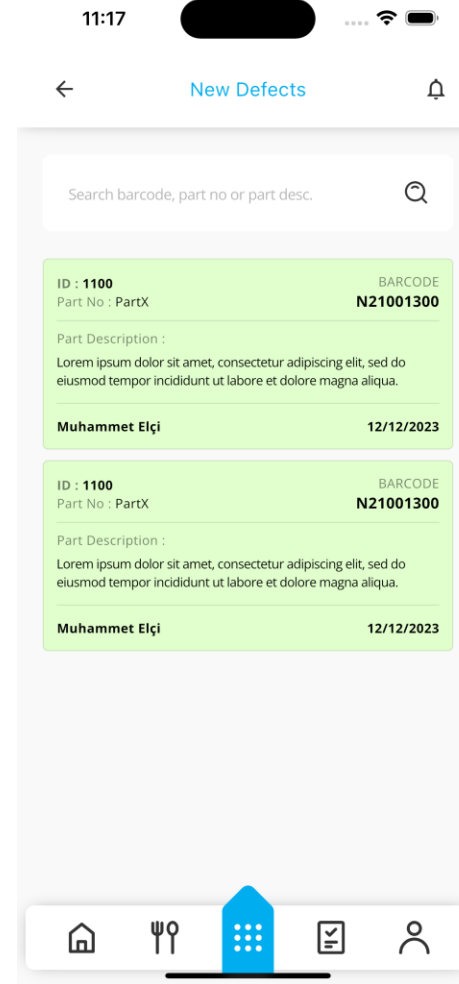 11:17
New Defects
Search barcode, part no or part desc.
ID : 1100
BARCODE
Part No : PartX
N21001300
Part Description :
Lorem ipsum dolor sit amet, consectetur adipiscing elit, sed do
eiusmod tempor incididunt ut labore et dolore magna aliqua.
Muhammet Elçi
12/12/2023
ID : 1100
BARCODE
Part No : PartX
N21001300
Part Description :
Lorem ipsum dolor sit amet, consectetur adipiscing elit, sed do
eiusmod tempor incididunt ut labore et dolore magna aliqua.
Muhammet Elçi
12/12/2023